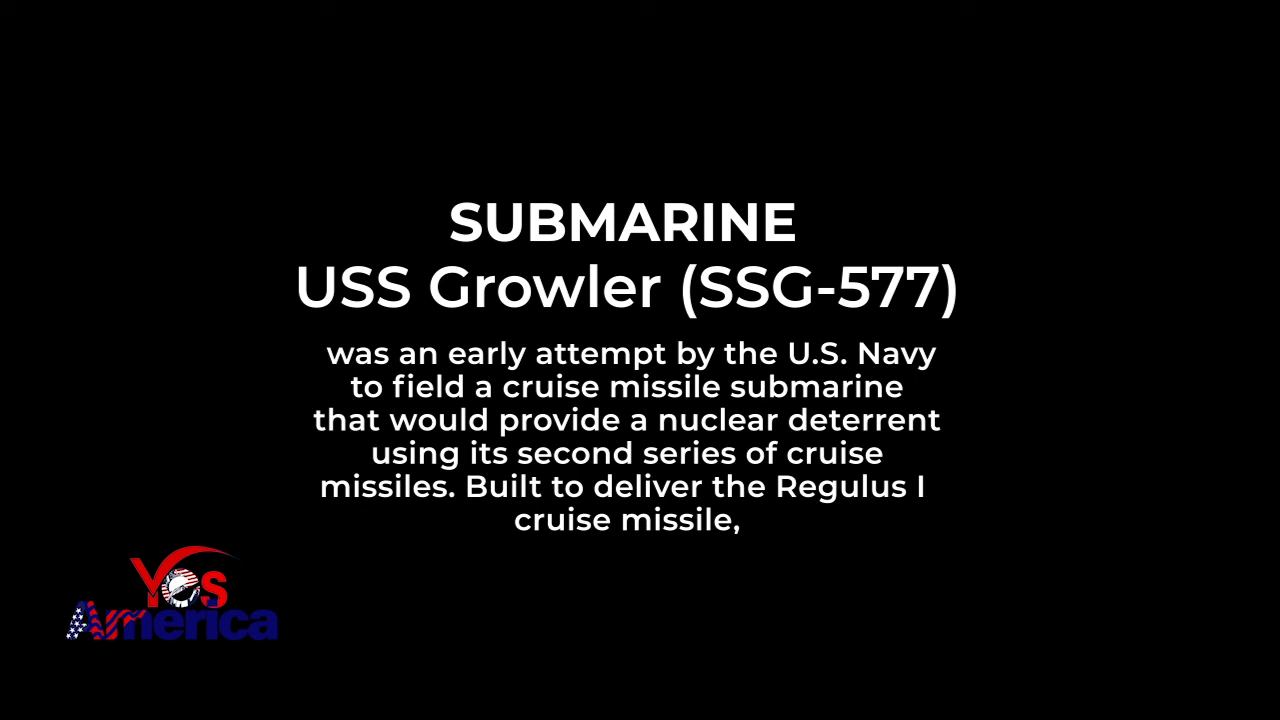 SUBMARINE
USS Growler (SSG-577)
was an early attempt by the U.S. Navy
to field a cruise missile submarine
that would provide a nuclear deterrent
using its second series of cruise
missiles. Built to deliver the Regulus I
cruise missile,
Yes
America